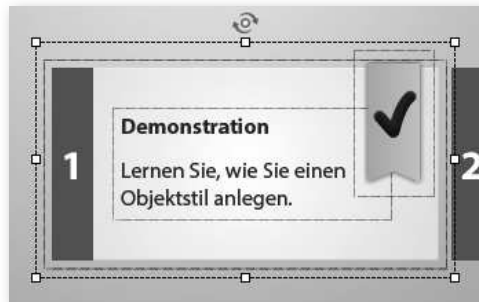 1
Demonstration
Lernen Sie, wie Sie einen
Objektstil anlegen.
2